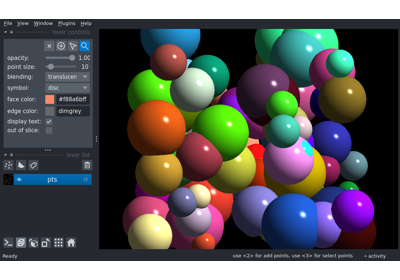 File View Window Plugins Help
layer controls
opacity: 1.00
point size: 10
blending: translucen
symbol: disc
face color: #f88a6bff
edge color: dimgrey
display text:
out of slice:
layer list
pts
Ready
use <2> for add points, use <3> for select points
activity